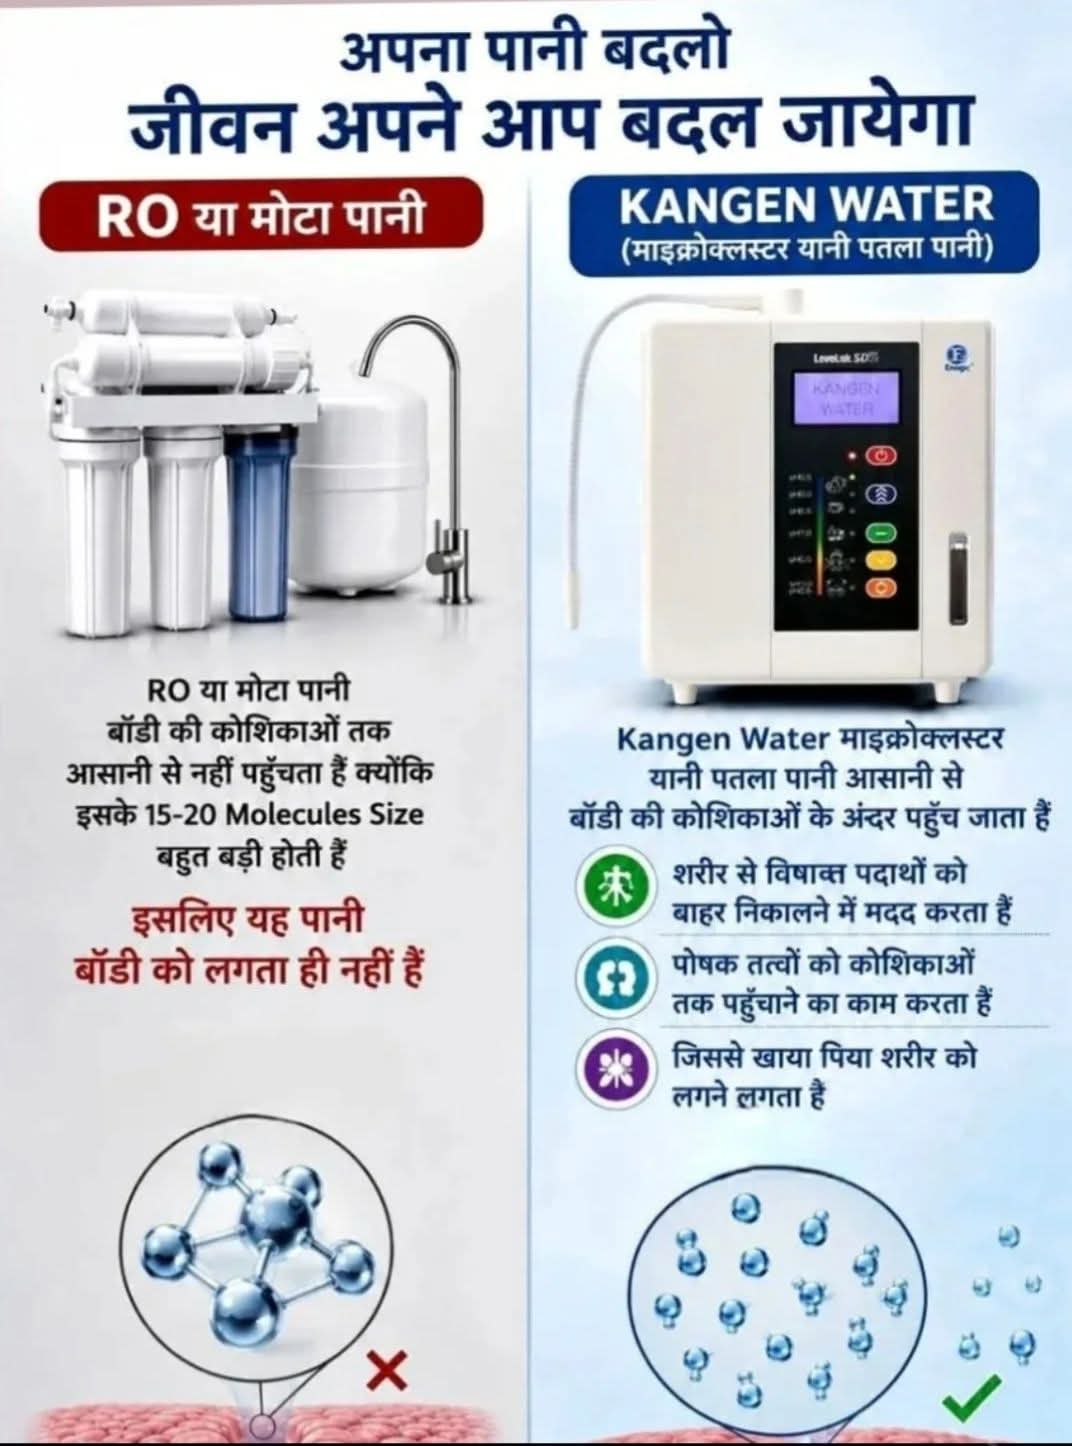 अपना पानी बदलो
जीवन अपने आप बदल जायेगा
RO या मोटा पानी
KANGEN WATER
(माइक्रोक्लस्टर यानी पतला पानी)
KANGEN
WATER
Enagic
RO या मोटा पानी
बॉडी की कोशिकाओं तक
आसानी से नहीं पहुँचता हैं क्योंकि
इसके 15-20 Molecules Size
बहुत बड़ी होती हैं
इसलिए यह पानी
बॉडी को लगता ही नहीं हैं
Kangen Water माइक्रोक्लस्टर
यानी पतला पानी आसानी से
बॉडी की कोशिकाओं के अंदर पहुँच जाता हैं
शरीर से विषाक्त पदाथों को
बाहर निकालने में मदद करता हैं
पोषक तत्वों को कोशिकाओं
तक पहुँचाने का काम करता हैं
जिससे खाया पिया शरीर को
लगने लगता हैं